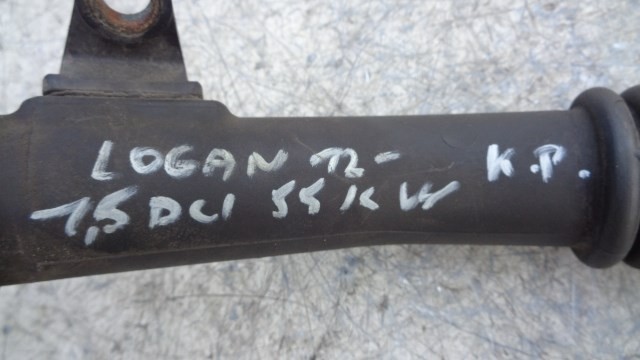 LOGAN 12- K.P.
1,5 DCI 55 KW